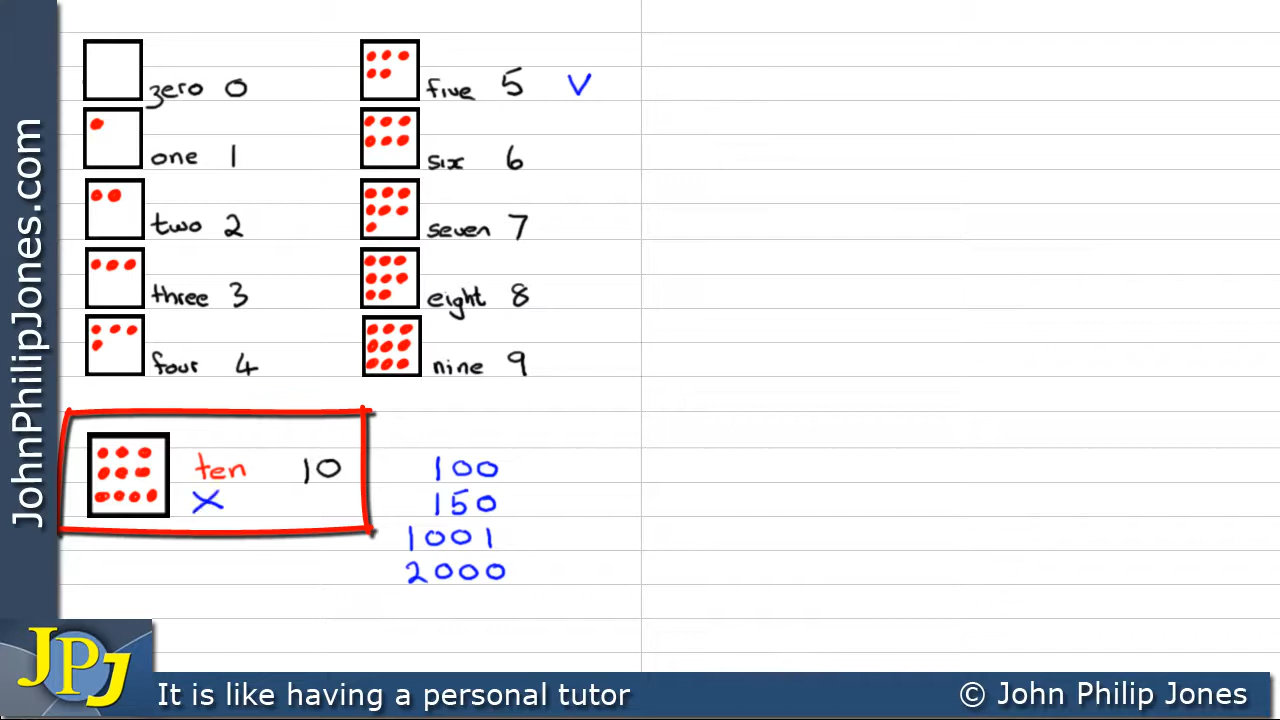 JohnPhilipJones.com
zero 0
one 1
two 2
three 3
four 4
five 5 V
six 6
seven 7
eight 8
nine 9
ten 10
X
100
150
1001
2000
JPJ
It is like having a personal tutor
© John Philip Jones